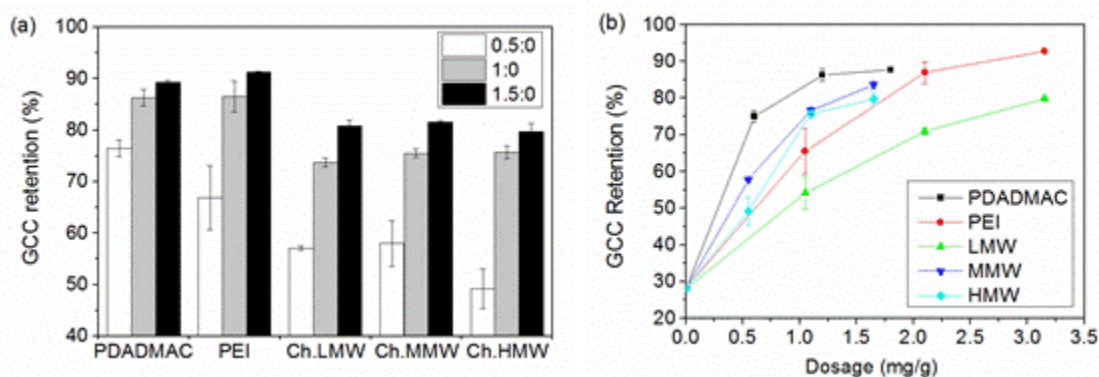 (a)
GCC retention (%)
100
90
80
70
60
50
40
0.5:0
1:0
1.5:0
PDADMAC PEI Ch.LMW Ch.MMW Ch.HMW
(b)
GCC Retention (%)
100
90
80
70
60
50
40
30
20
PDADMAC
PEI
LMW
MMW
HMW
0.0 0.5 1.0 1.5 2.0 2.5 3.0 3.5
Dosage (mg/g)